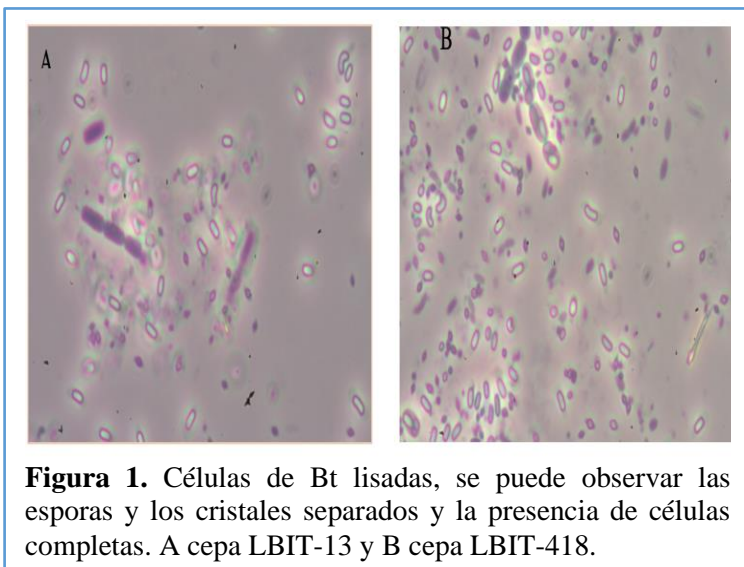 A
B
Figura 1. Células de Bt lisadas, se puede observar las
esporas y los cristales separados y la presencia de células
completas. A cepa LBIT-13 y B cepa LBIT-418.